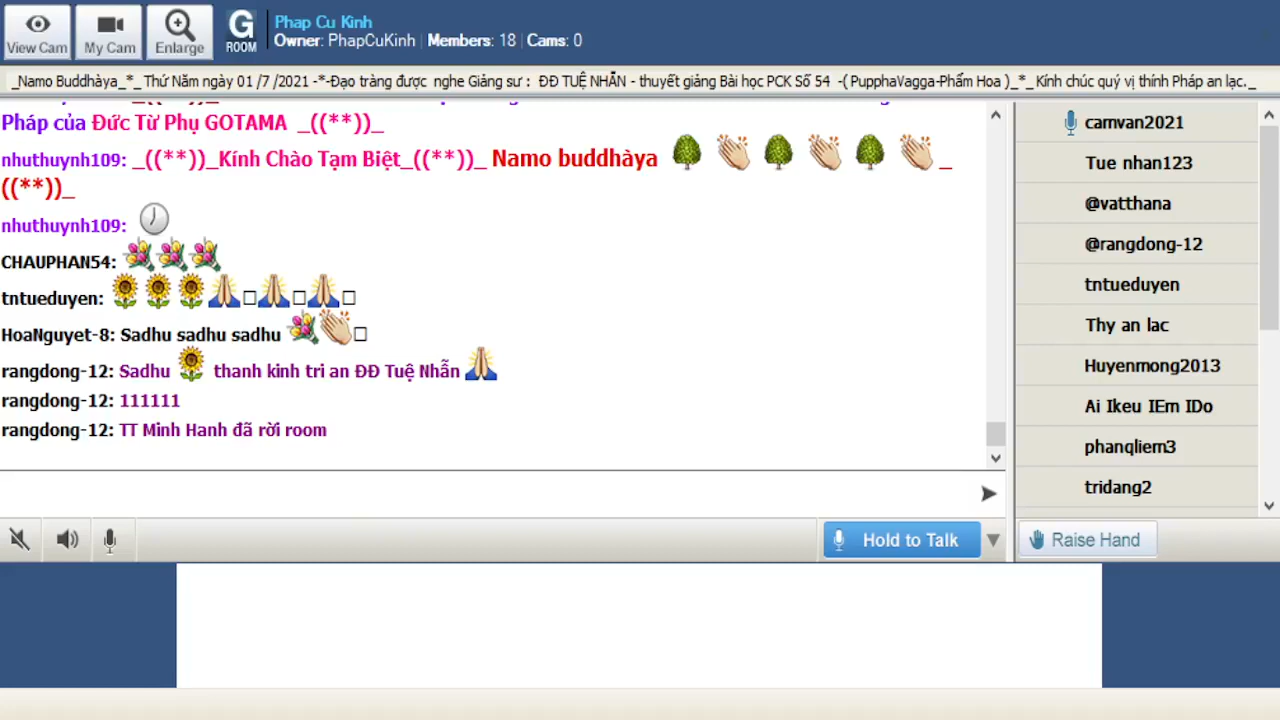 View Cam
My Cam
Enlarge
G
ROOM
Phap Cu Kinh
Owner: PhapCuKinh | Members: 18 | Cams: 0
_Namo Buddhàya_*_ Thứ Năm ngày 01 /7 /2021 -*-Đạo tràng được nghe Giảng sư : ĐĐ TUỆ NHẪN - thuyết giảng Bài học PCK Số 54 -( PupphaVagga-Phẩm Hoa )_*_ Kính chúc quý vị thính Pháp an lạc._
Pháp của Đức Từ Phụ GOTAMA _((**))_
nhuthuynh109: _((**))_Kính Chào Tạm Biệt_((**))_ Namo buddhàya _
((**))_
nhuthuynh109:
CHAUPHAN54:
tntueduyen:
HoaNguyet-8: Sadhu sadhu sadhu
rangdong-12: Sadhu thanh kinh tri an ĐĐ Tuệ Nhẫn
rangdong-12: 111111
rangdong-12: TT Minh Hanh đã rời room
camvan2021
Tue nhan123
@vatthana
@rangdong-12
tntueduyen
Thy an lac
Huyenmong2013
Ai Ikeu IEm IDo
phanqliem3
tridang2
Hold to Talk
Raise Hand